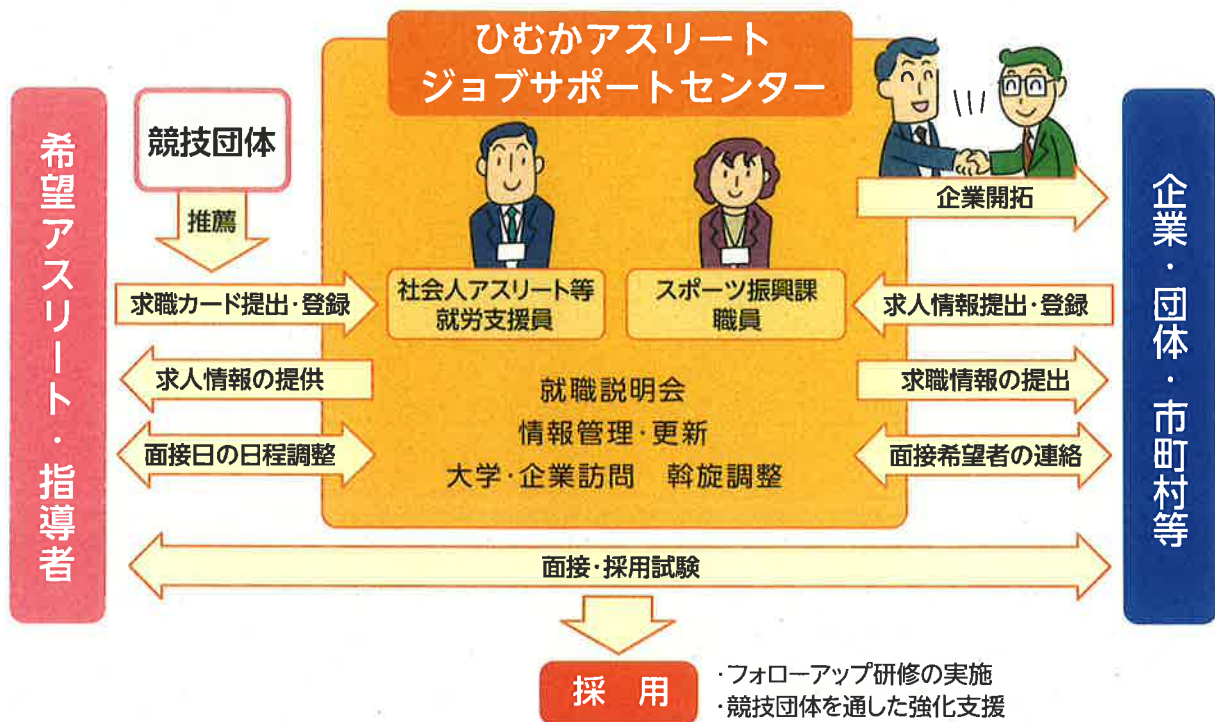 ひむかアスリート
ジョブサポートセンター
希望アスリート・指導者
競技団体
推薦
求職カード提出・登録
求人情報の提供
面接日の日程調整
社会人アスリート等
就労支援員
スポーツ振興課
職員
就職説明会
情報管理・更新
大学・企業訪問　斡旋調整
企業開拓
求人情報提出・登録
求職情報の提出
面接希望者の連絡
企業・団体・市町村等
面接・採用試験
採　用
・フォローアップ研修の実施
・競技団体を通した強化支援